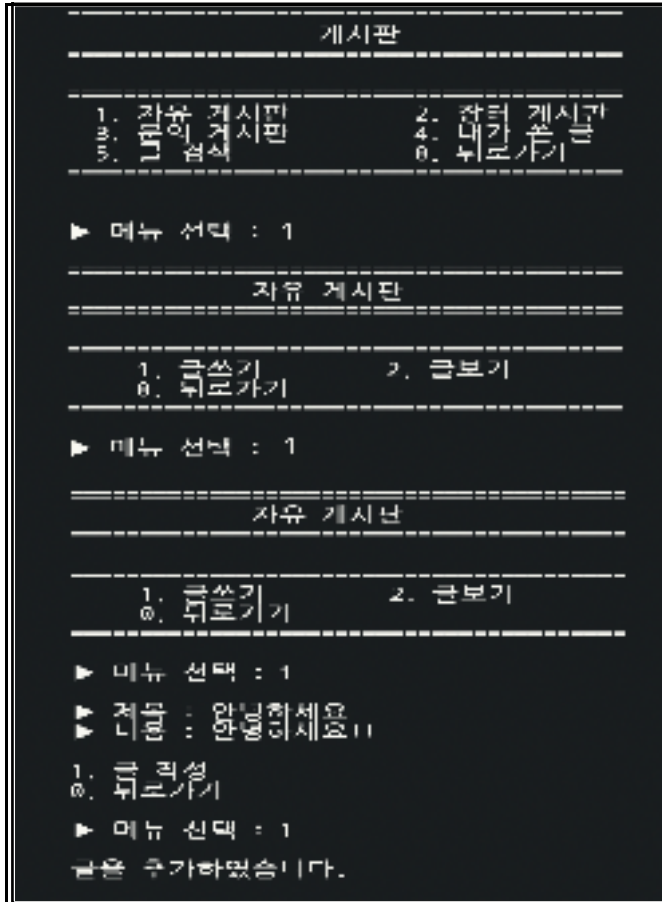 게시판
1. 자유 게시판 2. 장터 게시판
3. 문의 게시판 4. 내가 쓴 글
5. 글 검색 0. 뒤로가기
▶ 메뉴 선택 : 1
자유 게시판
1. 글쓰기 2. 글보기
0. 뒤로가기
▶ 메뉴 선택 : 1
자유 게시판
1. 글쓰기 2. 글보기
0. 뒤로가기
▶ 메뉴 선택 : 1
▶ 제목 : 안녕하세요
▶ 내용 : 안녕하세요!!
1. 글 작성
0. 뒤로가기
▶ 메뉴 선택 : 1
글을 추가하였습니다.